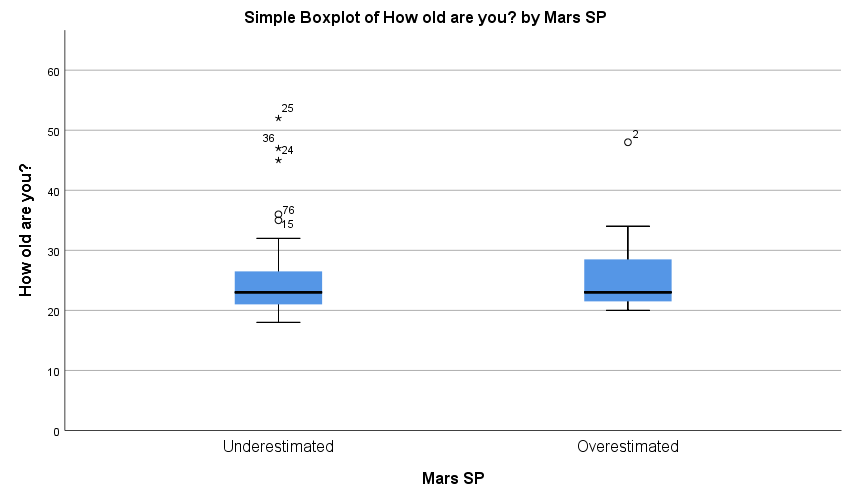 Simple Boxplot of How old are you? by Mars SP
How old are you?
60
50
40
30
20
10
0
25
36
24
76
15
2
Underestimated
Overestimated
Mars SP